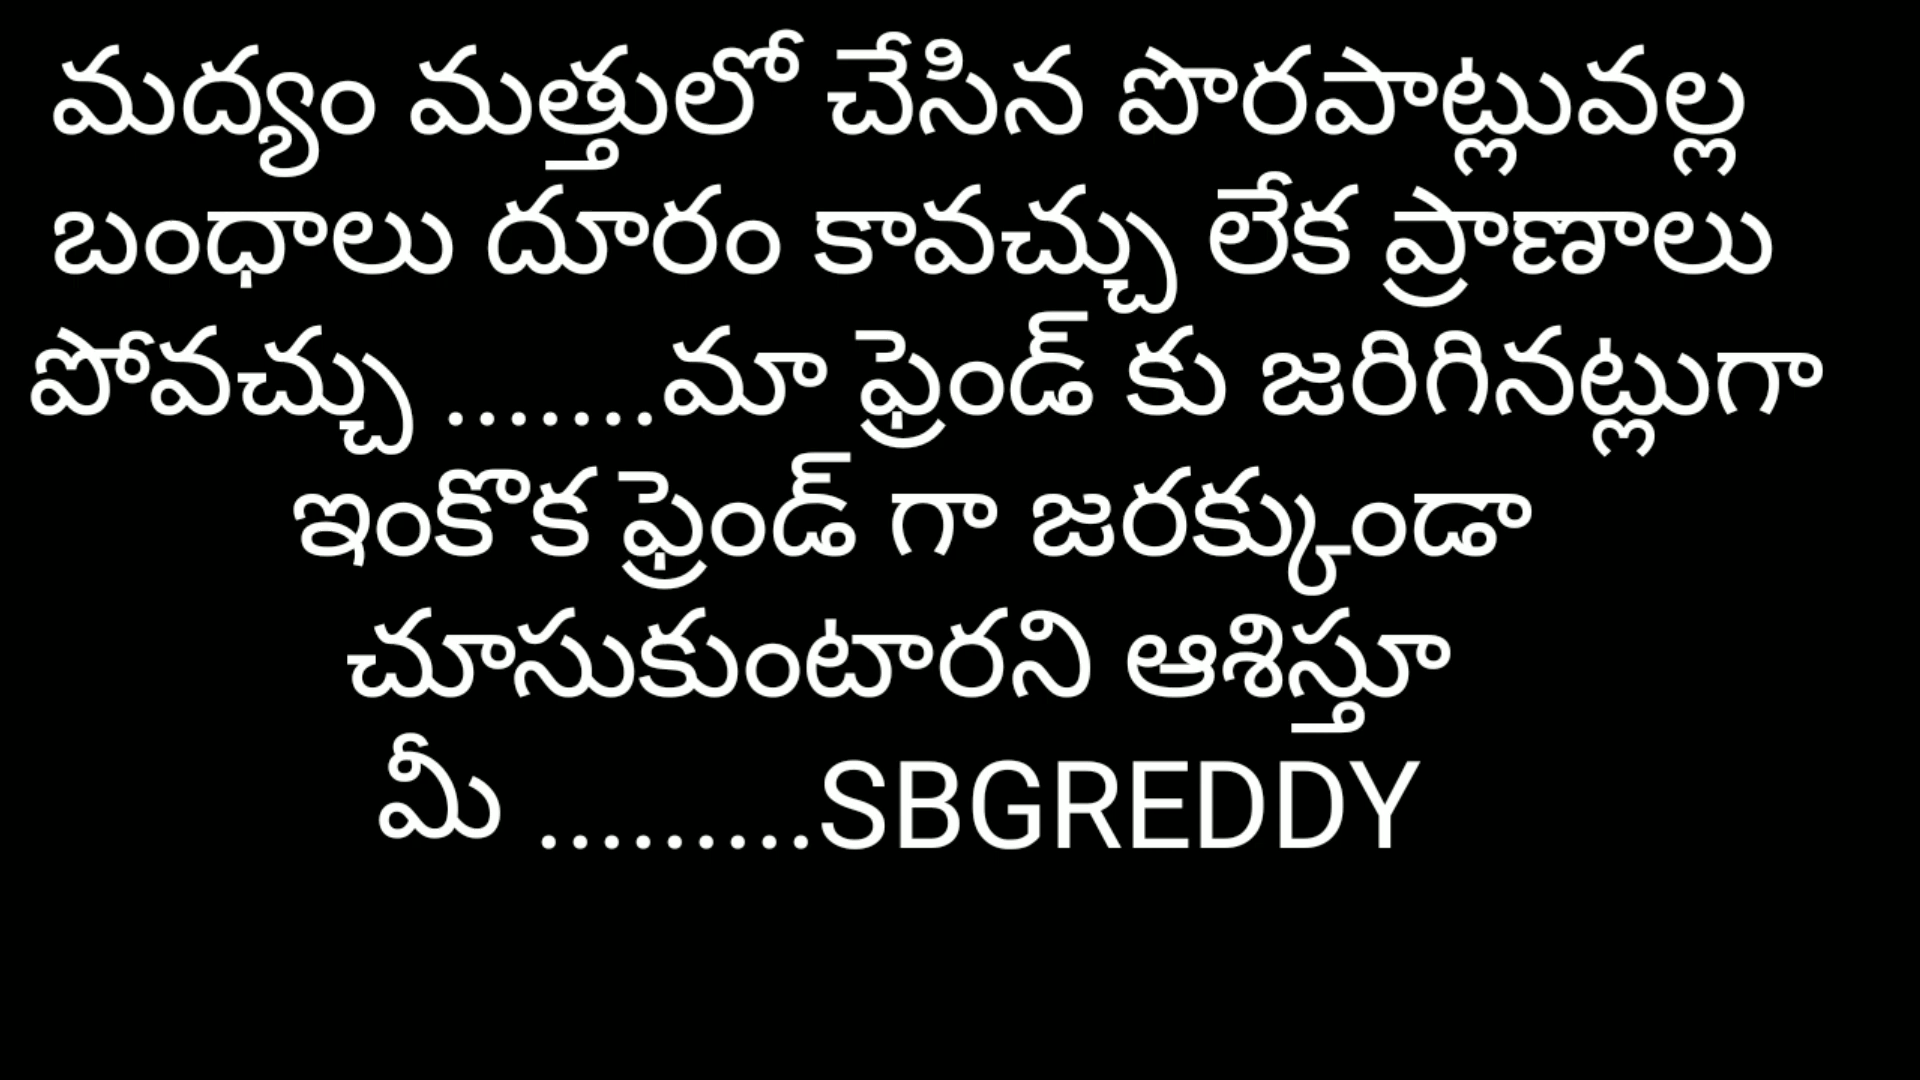 మద్యం మత్తులో చేసిన పొరపాట్లువల్ల
బంధాలు దూరం కావచ్చు లేక ప్రాణాలు
పోవచ్చు .......మా ఫ్రెండ్ కు జరిగినట్లుగా
ఇంకొక ఫ్రెండ్ గా జరక్కుండా
చూసుకుంటారని ఆశిస్తూ
మీ .........SBGREDDY